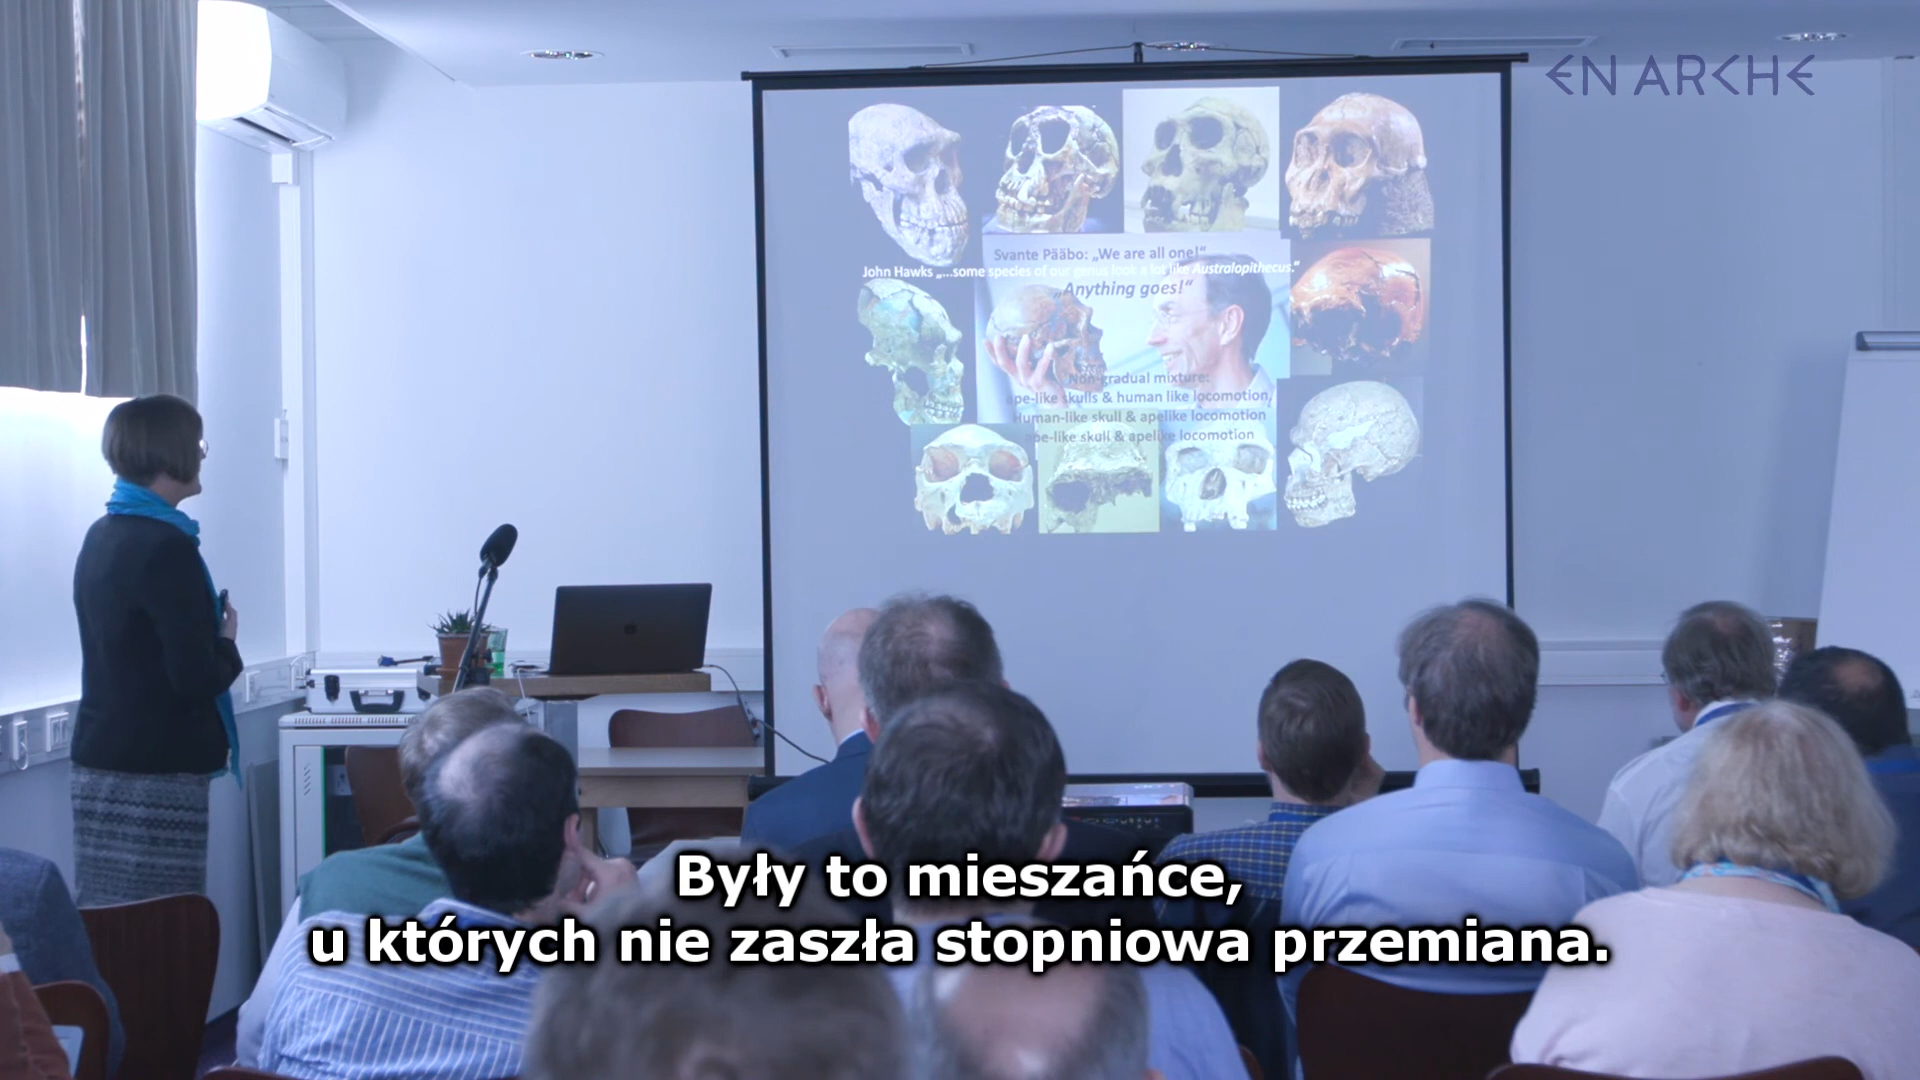 EN ARCHE
Svante Pääbo: „We are all one!“
John Hawks „...some species of our genus look a lot like Australopithecus.“
„Anything goes!“
Non-gradual mixture:
ape-like skulls & human like locomotion,
Human-like skull & apelike locomotion
ape-like skull & apelike locomotion
Były to mieszańce,
u których nie zaszła stopniowa przemiana.